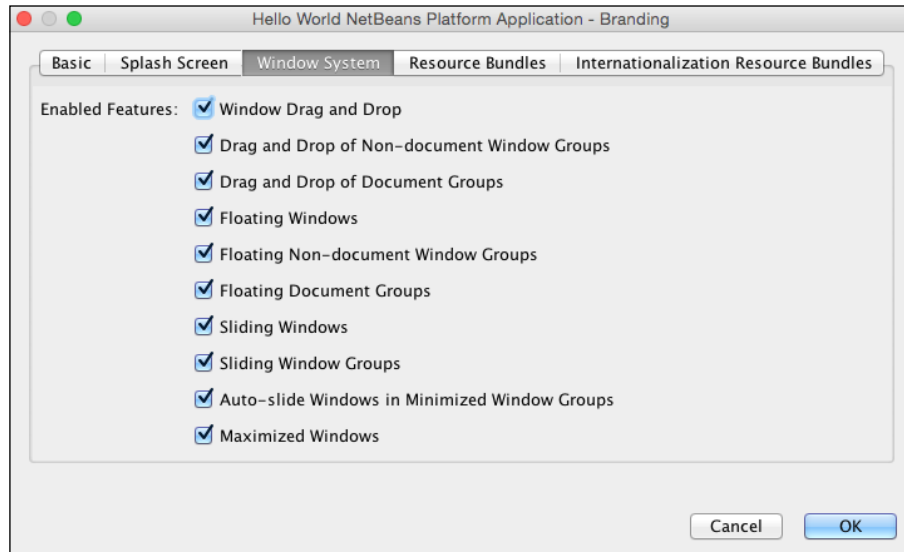 Hello World NetBeans Platform Application - Branding
Basic Splash Screen Window System Resource Bundles Internationalization Resource Bundles
Enabled Features: Window Drag and Drop
Drag and Drop of Non-document Window Groups
Drag and Drop of Document Groups
Floating Windows
Floating Non-document Window Groups
Floating Document Groups
Sliding Windows
Sliding Window Groups
Auto-slide Windows in Minimized Window Groups
Maximized Windows
Cancel OK